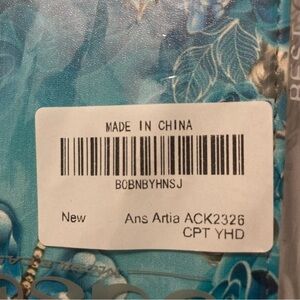 MADE IN CHINA
BCBNBYHNSJ
New Ans Artia ACK2326
CPT YHD